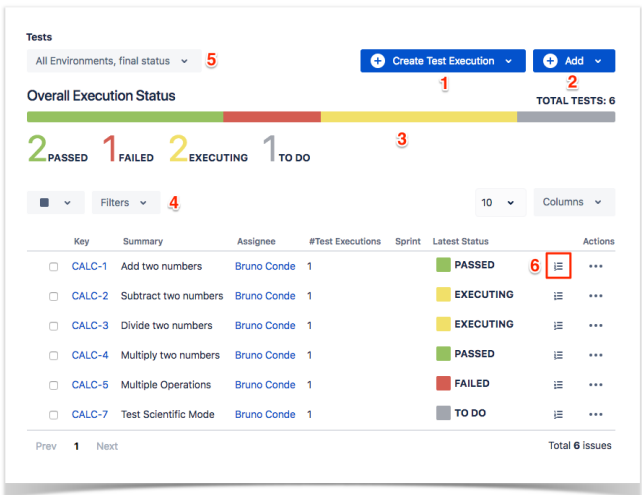 Tests
All Environments, final status 5 Create Test Execution Add
1 2
Overall Execution Status TOTAL TESTS: 6
3
2 PASSED 1 FAILED 2 EXECUTING 1 TO DO
Filters 4 10 Columns
Key Summary Assignee #Test Executions Sprint Latest Status Actions
CALC-1 Add two numbers Bruno Conde 1 PASSED 6
CALC-2 Subtract two numbers Bruno Conde 1 EXECUTING
CALC-3 Divide two numbers Bruno Conde 1 EXECUTING
CALC-4 Multiply two numbers Bruno Conde 1 PASSED
CALC-5 Multiple Operations Bruno Conde 1 FAILED
CALC-7 Test Scientific Mode Bruno Conde 1 TO DO
Prev 1 Next Total 6 issues